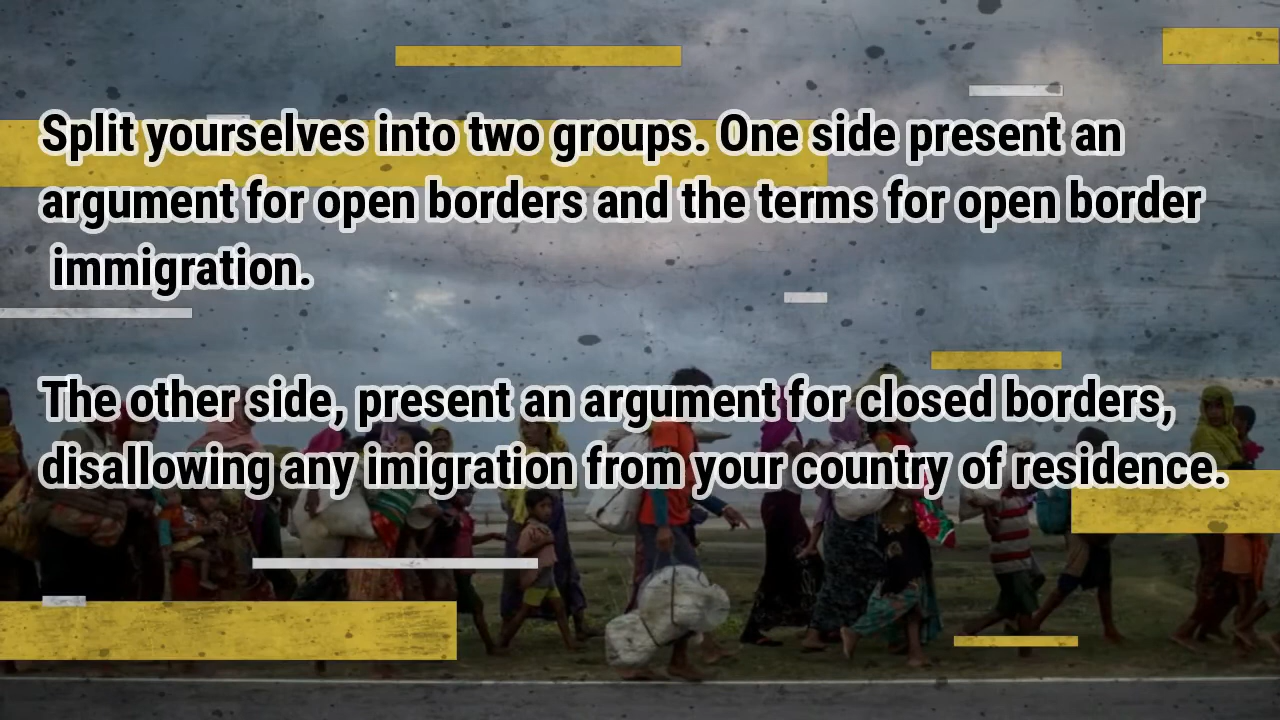 Split yourselves into two groups. One side present an
argument for open borders and the terms for open border
immigration.
The other side, present an argument for closed borders,
disallowing any imigration from your country of residence.